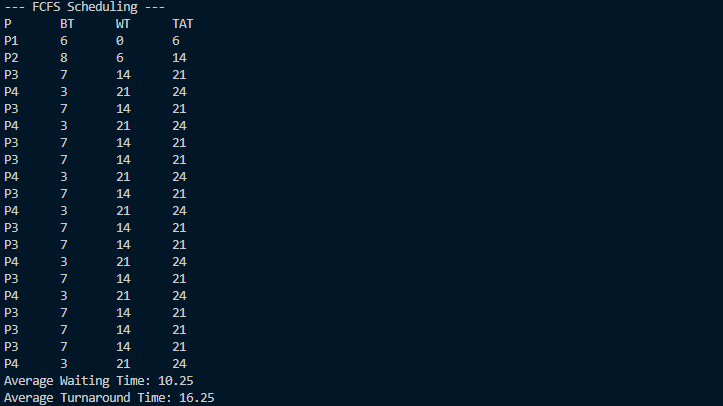 --- FCFS Scheduling ---
P BT WT TAT
P1 6 0 6
P2 8 6 14
P3 7 14 21
P4 3 21 24
P3 7 14 21
P4 3 21 24
P3 7 14 21
P3 7 14 21
P4 3 21 24
P3 7 14 21
P4 3 21 24
P3 7 14 21
P3 7 14 21
P4 3 21 24
P3 7 14 21
P4 3 21 24
P3 7 14 21
P3 7 14 21
P3 7 14 21
P4 3 21 24
Average Waiting Time: 10.25
Average Turnaround Time: 16.25